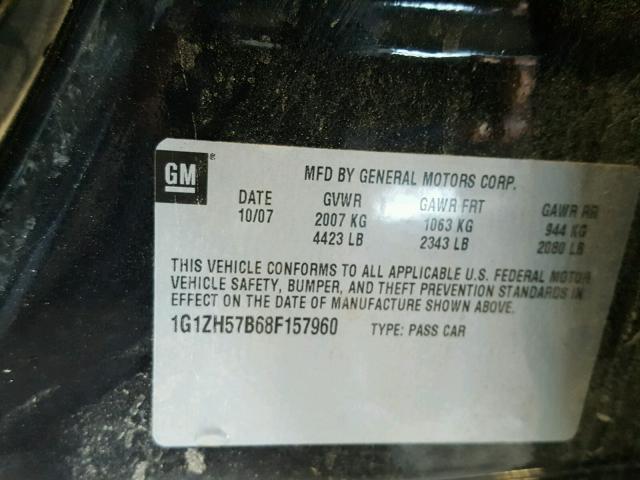 GM ®
MFD BY GENERAL MOTORS CORP.
DATE GVWR GAWR FRT GAWR RR
10/07 2007 KG 1063 KG 944 KG
4423 LB 2343 LB 2080 LB
THIS VEHICLE CONFORMS TO ALL APPLICABLE U.S. FEDERAL MOTOR
VEHICLE SAFETY, BUMPER, AND THEFT PREVENTION STANDARDS IN
EFFECT ON THE DATE OF MANUFACTURE SHOWN ABOVE.
1G1ZH57B68F157960 TYPE: PASS CAR